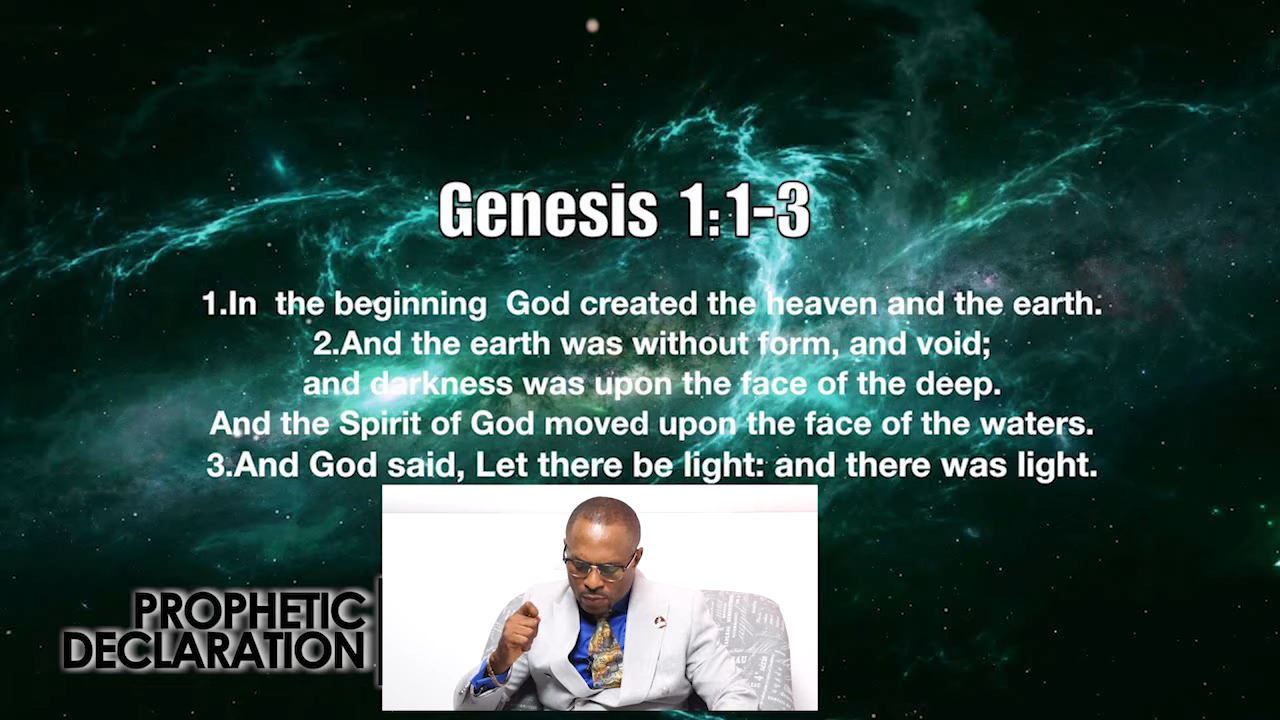 Genesis 1:1-3
1.In the beginning God created the heaven and the earth.
2.And the earth was without form, and void;
and darkness was upon the face of the deep.
And the Spirit of God moved upon the face of the waters.
3.And God said, Let there be light: and there was light.
PROPHETIC
DECLARATION